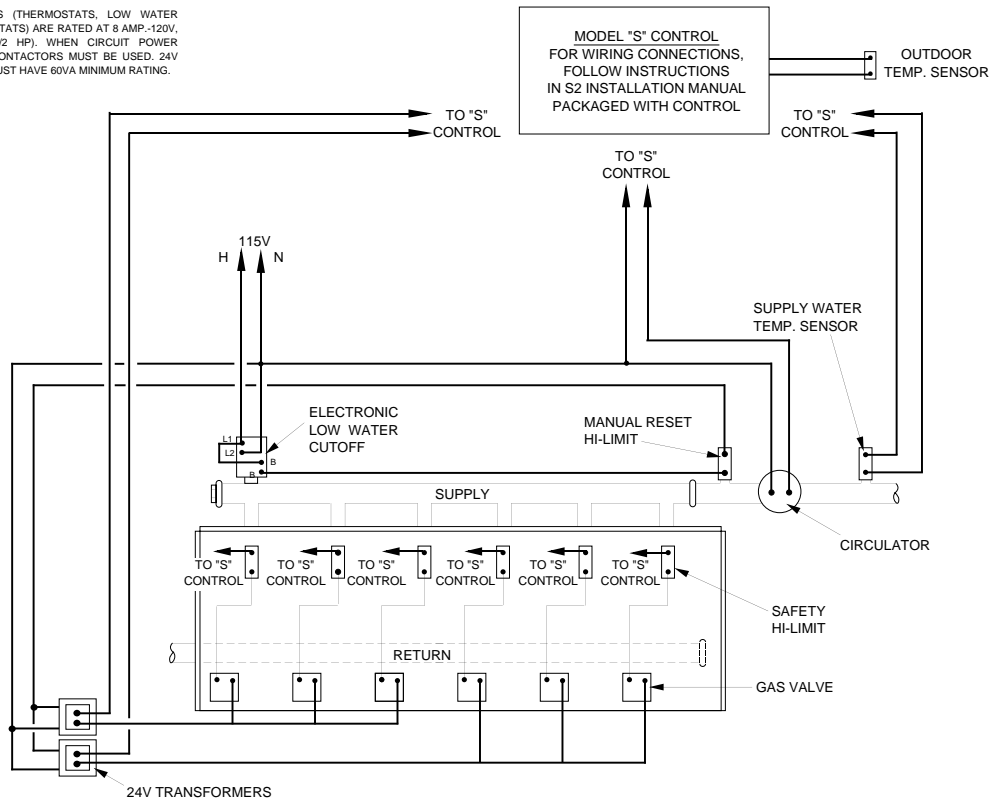 S (THERMOSTATS, LOW WATER
TATS) ARE RATED AT 8 AMP.-120V,
/2 HP). WHEN CIRCUIT POWER
ONTACTORS MUST BE USED. 24V
UST HAVE 60VA MINIMUM RATING.
MODEL "S" CONTROL
FOR WIRING CONNECTIONS,
FOLLOW INSTRUCTIONS
IN S2 INSTALLATION MANUAL
PACKAGED WITH CONTROL
OUTDOOR
TEMP. SENSOR
TO "S"
CONTROL
TO "S"
CONTROL
TO "S"
CONTROL
115V
H N
SUPPLY WATER
TEMP. SENSOR
ELECTRONIC
LOW WATER
CUTOFF
MANUAL RESET
HI-LIMIT
L1
L2
B
B
SUPPLY
CIRCULATOR
TO "S"
CONTROL
TO "S"
CONTROL
TO "S"
CONTROL
TO "S"
CONTROL
TO "S"
CONTROL
TO "S"
CONTROL
SAFETY
HI-LIMIT
RETURN
GAS VALVE
24V TRANSFORMERS